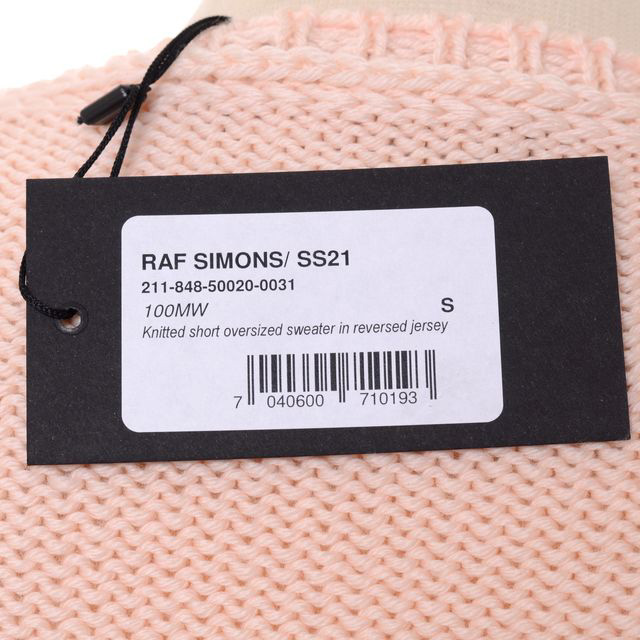 RAF SIMONS/ SS21
211-848-50020-0031
100MW S
Knitted short oversized sweater in reversed jersey
7 040600 710193